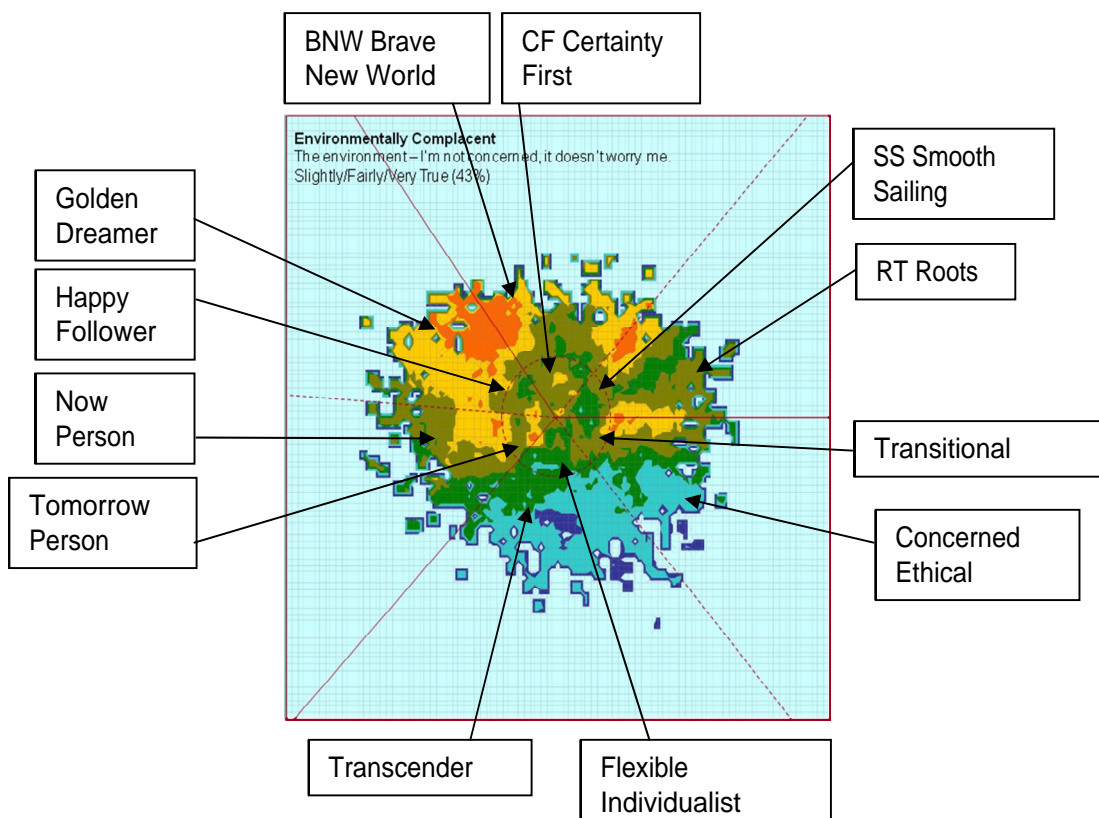 BNW Brave
New World
CF Certainty
First
Environmentally Complacent
The environment – I'm not concerned, it doesn't worry me.
Slightly/Fairly/Very True (43%)
SS Smooth
Sailing
Golden
Dreamer
RT Roots
Happy
Follower
Now
Person
Transitional
Tomorrow
Person
Concerned
Ethical
Transcender
Flexible
Individualist